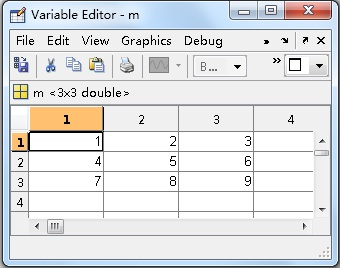 Variable Editor - m
File Edit View Graphics Debug »
B... »
m <3x3 double>
1 2 3 4
1 1 2 3
2 4 5 6
3 7 8 9
4